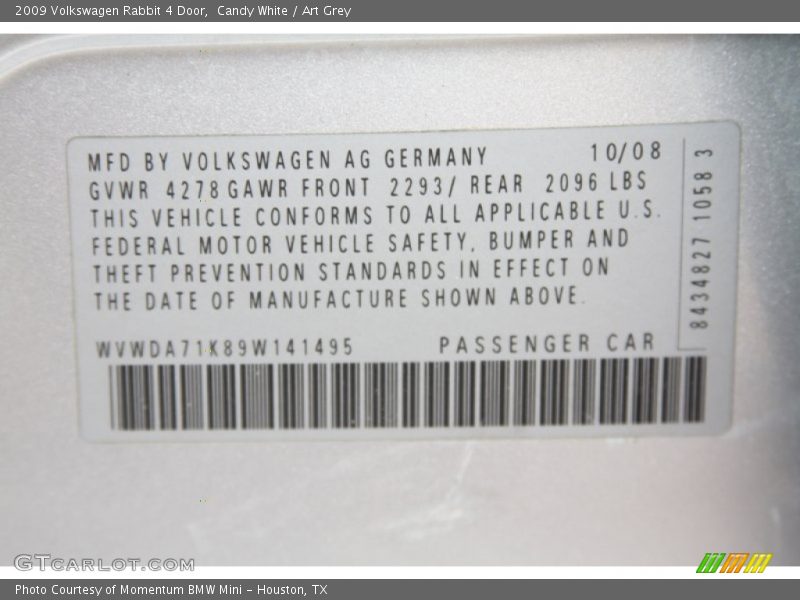 2009 Volkswagen Rabbit 4 Door,  Candy White / Art Grey
MFD BY VOLKSWAGEN AG GERMANY 10/08
GVWR 4278 GAWR FRONT 2293/ REAR 2096 LBS
THIS VEHICLE CONFORMS TO ALL APPLICABLE U.S.
FEDERAL MOTOR VEHICLE SAFETY, BUMPER AND
THEFT PREVENTION STANDARDS IN EFFECT ON
THE DATE OF MANUFACTURE SHOWN ABOVE.
WVWDA71K89W141495 PASSENGER CAR
8434827 1058 3
GTCARLOT.COM
Photo Courtesy of Momentum BMW Mini - Houston, TX